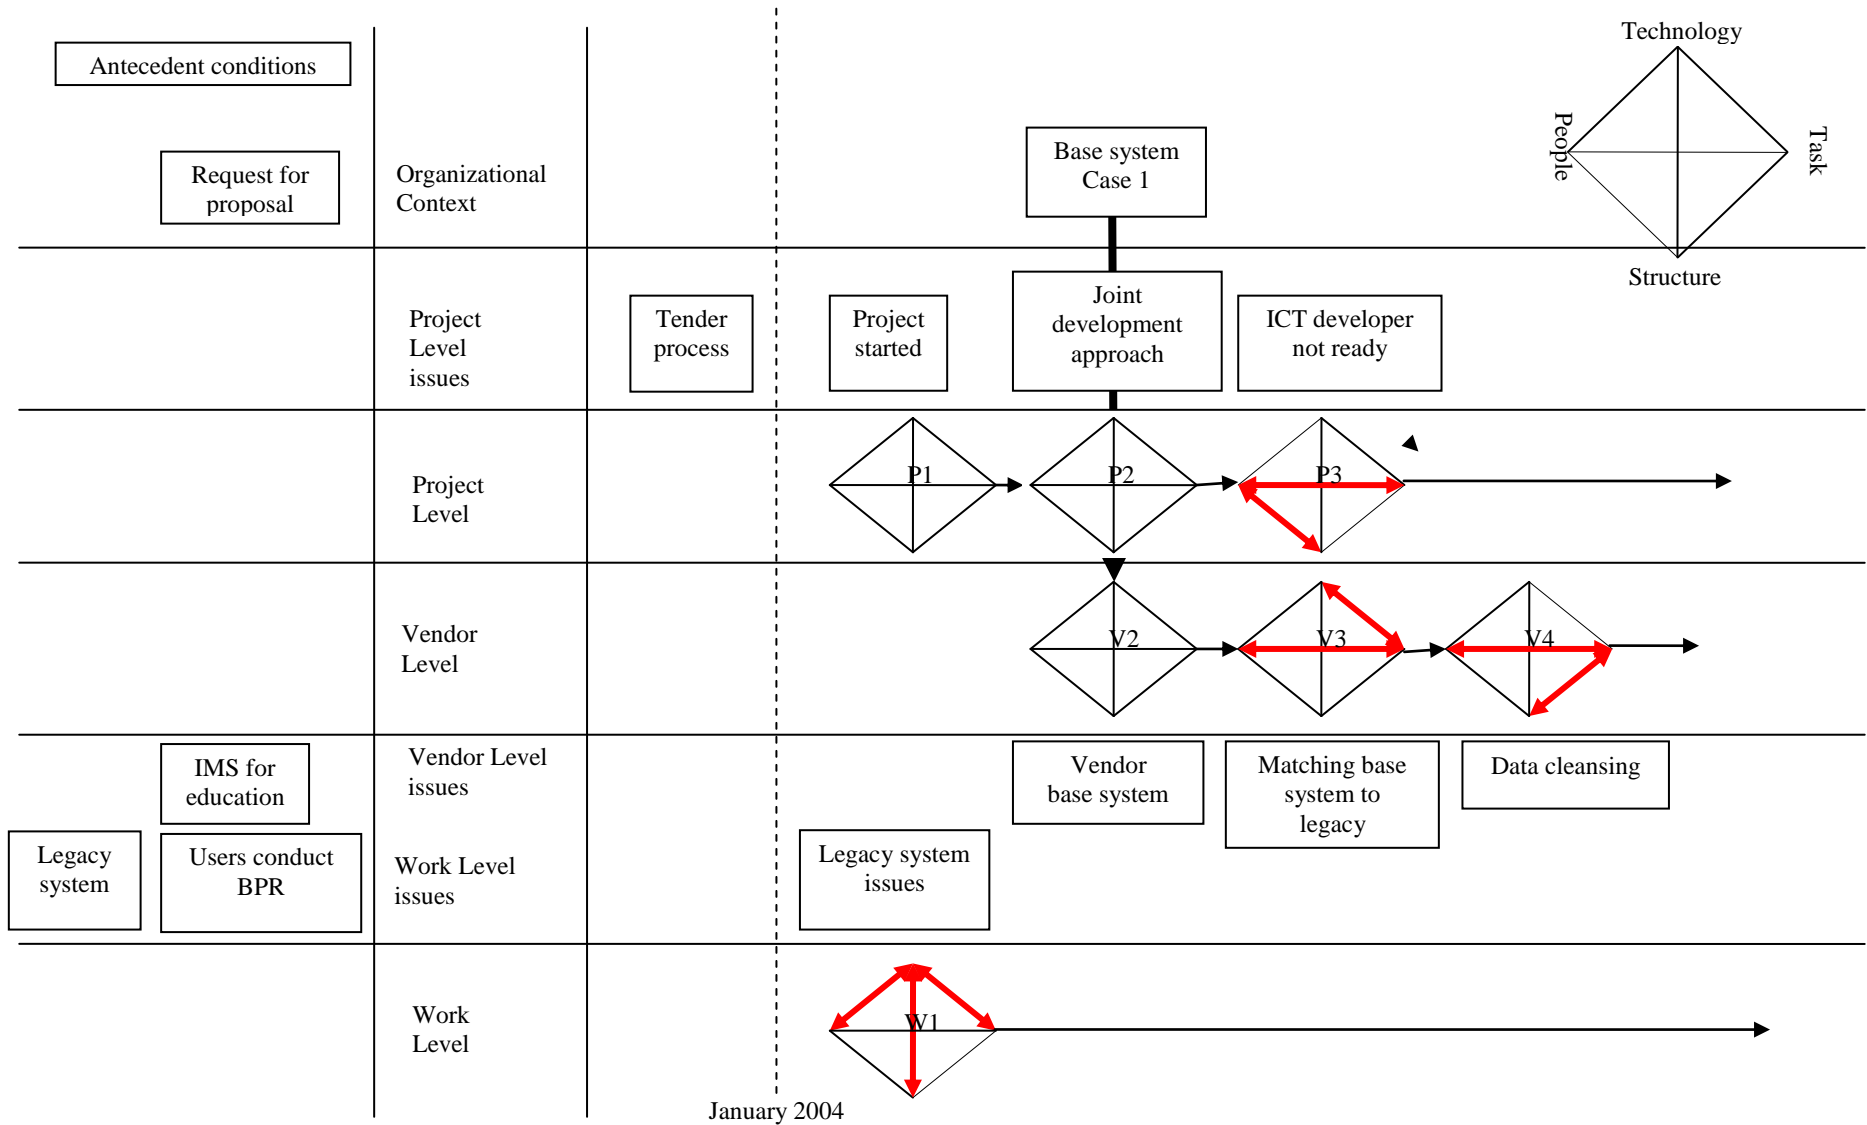 Technology
Antecedent conditions
People
Task
Base system
Case 1
Request for
proposal
Organizational
Context
Structure
Project
Level
issues
Tender
process
Project
started
Joint
development
approach
ICT developer
not ready
Project
Level
P1
P2
P3
Vendor
Level
V2
V3
V4
IMS for
education
Vendor Level
issues
Vendor
base system
Matching base
system to
legacy
Data cleansing
Legacy
system
Users conduct
BPR
Work Level
issues
Legacy system
issues
Work
Level
W1
January 2004